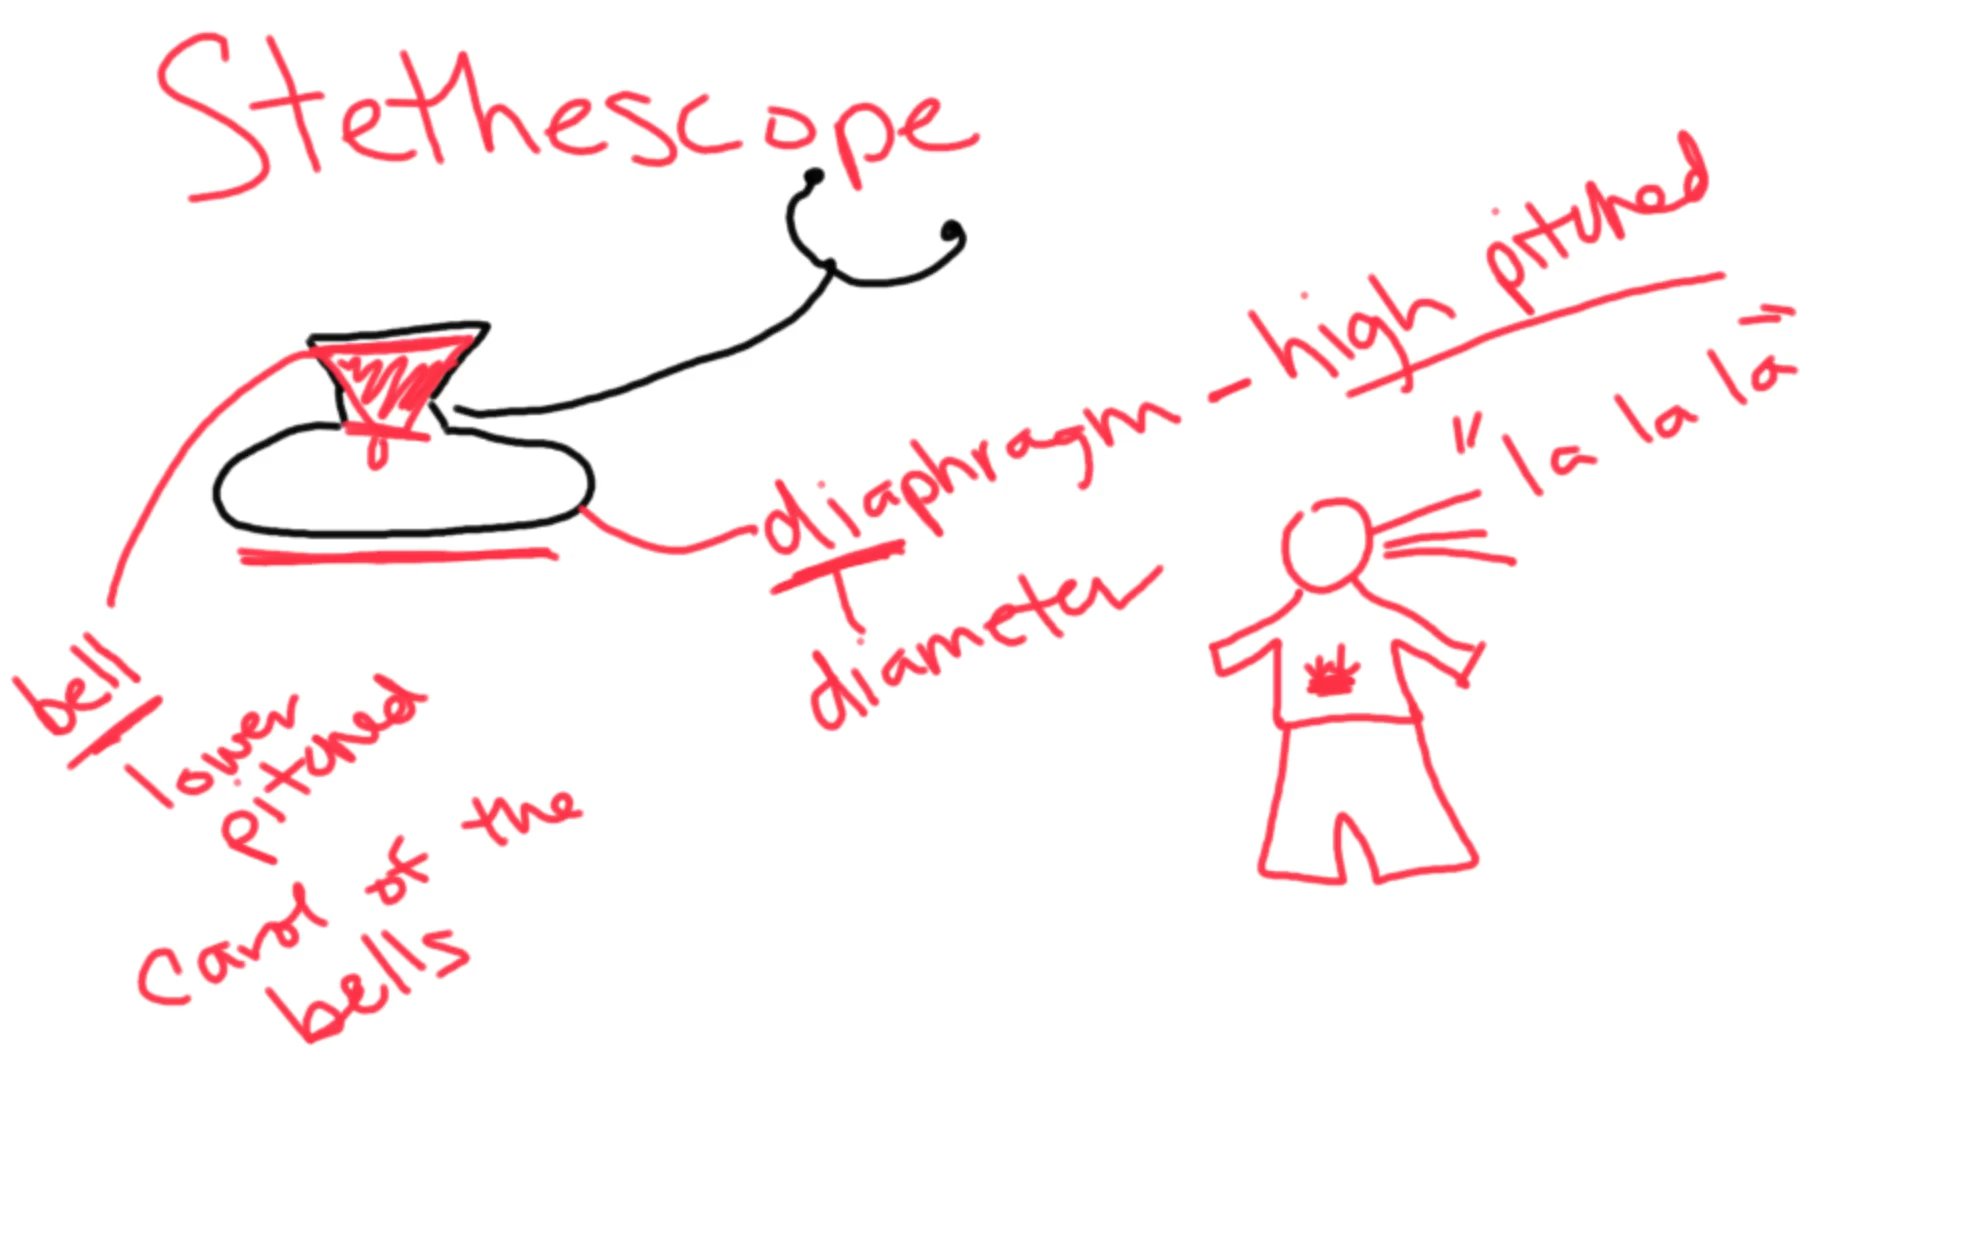 Stethescope
diaphragm - high pitched
"la la la"
diameter
bell
lower
pitched
Carol of the
bells